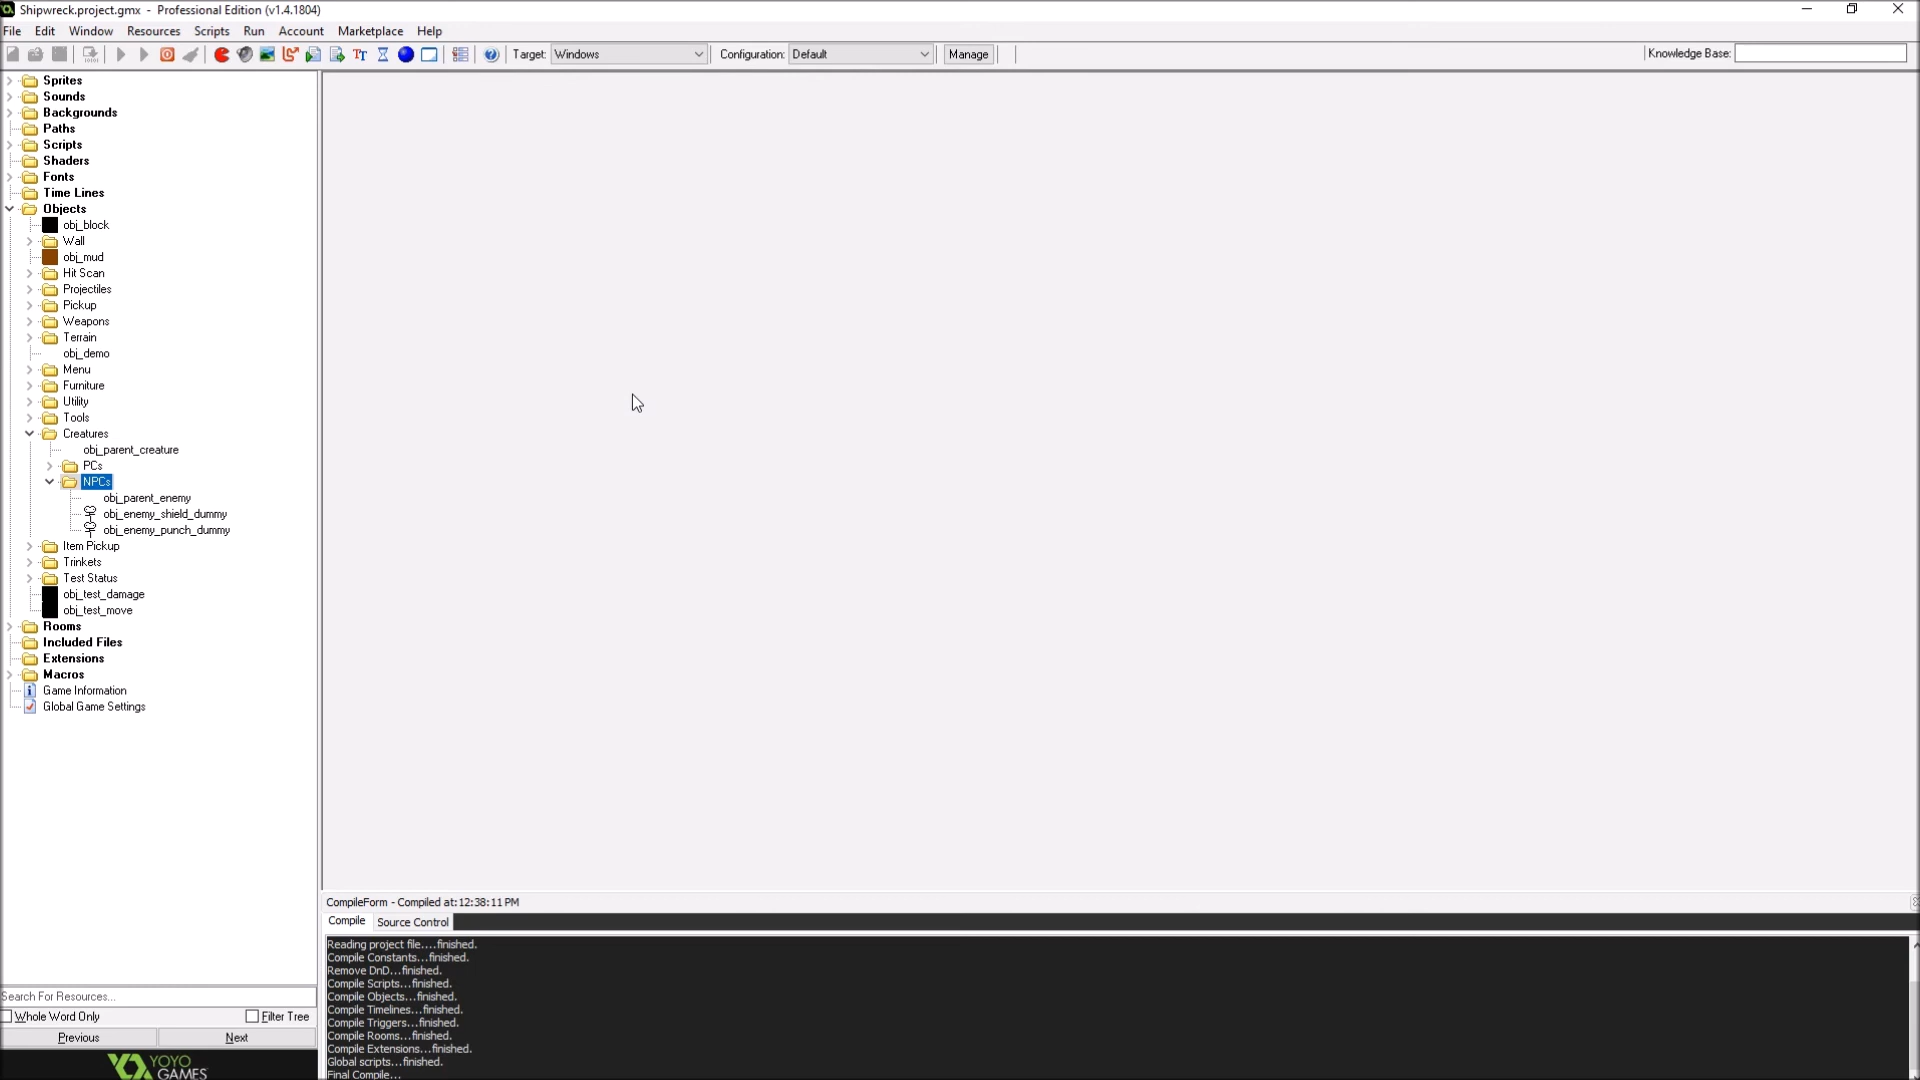 Shipwreck.project.gmx - Professional Edition (v1.4.1804)
File Edit Window Resources Scripts Run Account Marketplace Help
Target: Windows Configuration: Default Manage Knowledge Base:
Sprites
Sounds
Backgrounds
Paths
Scripts
Shaders
Fonts
Time Lines
Objects
obj_block
Wall
obj_mud
Hit Scan
Projectiles
Pickup
Weapons
Terrain
obj_demo
Menu
Furniture
Utility
Tools
Creatures
obj_parent_creature
PCs
NPCs
obj_parent_enemy
obj_enemy_shield_dummy
obj_enemy_punch_dummy
Item Pickup
Trinkets
Test Status
obj_test_damage
obj_test_move
Rooms
Included Files
Extensions
Macros
Game Information
Global Game Settings
Search For Resources...
Whole Word Only Filter Tree
Previous Next
YOYO
GAMES
CompileForm - Compiled at:12:38:11 PM
Compile Source Control
Reading project file....finished.
Compile Constants...finished.
Remove DnD...finished.
Compile Scripts...finished.
Compile Objects...finished.
Compile Timelines...finished.
Compile Triggers...finished.
Compile Rooms...finished.
Compile Extensions...finished.
Global scripts...finished.
Final Compile...